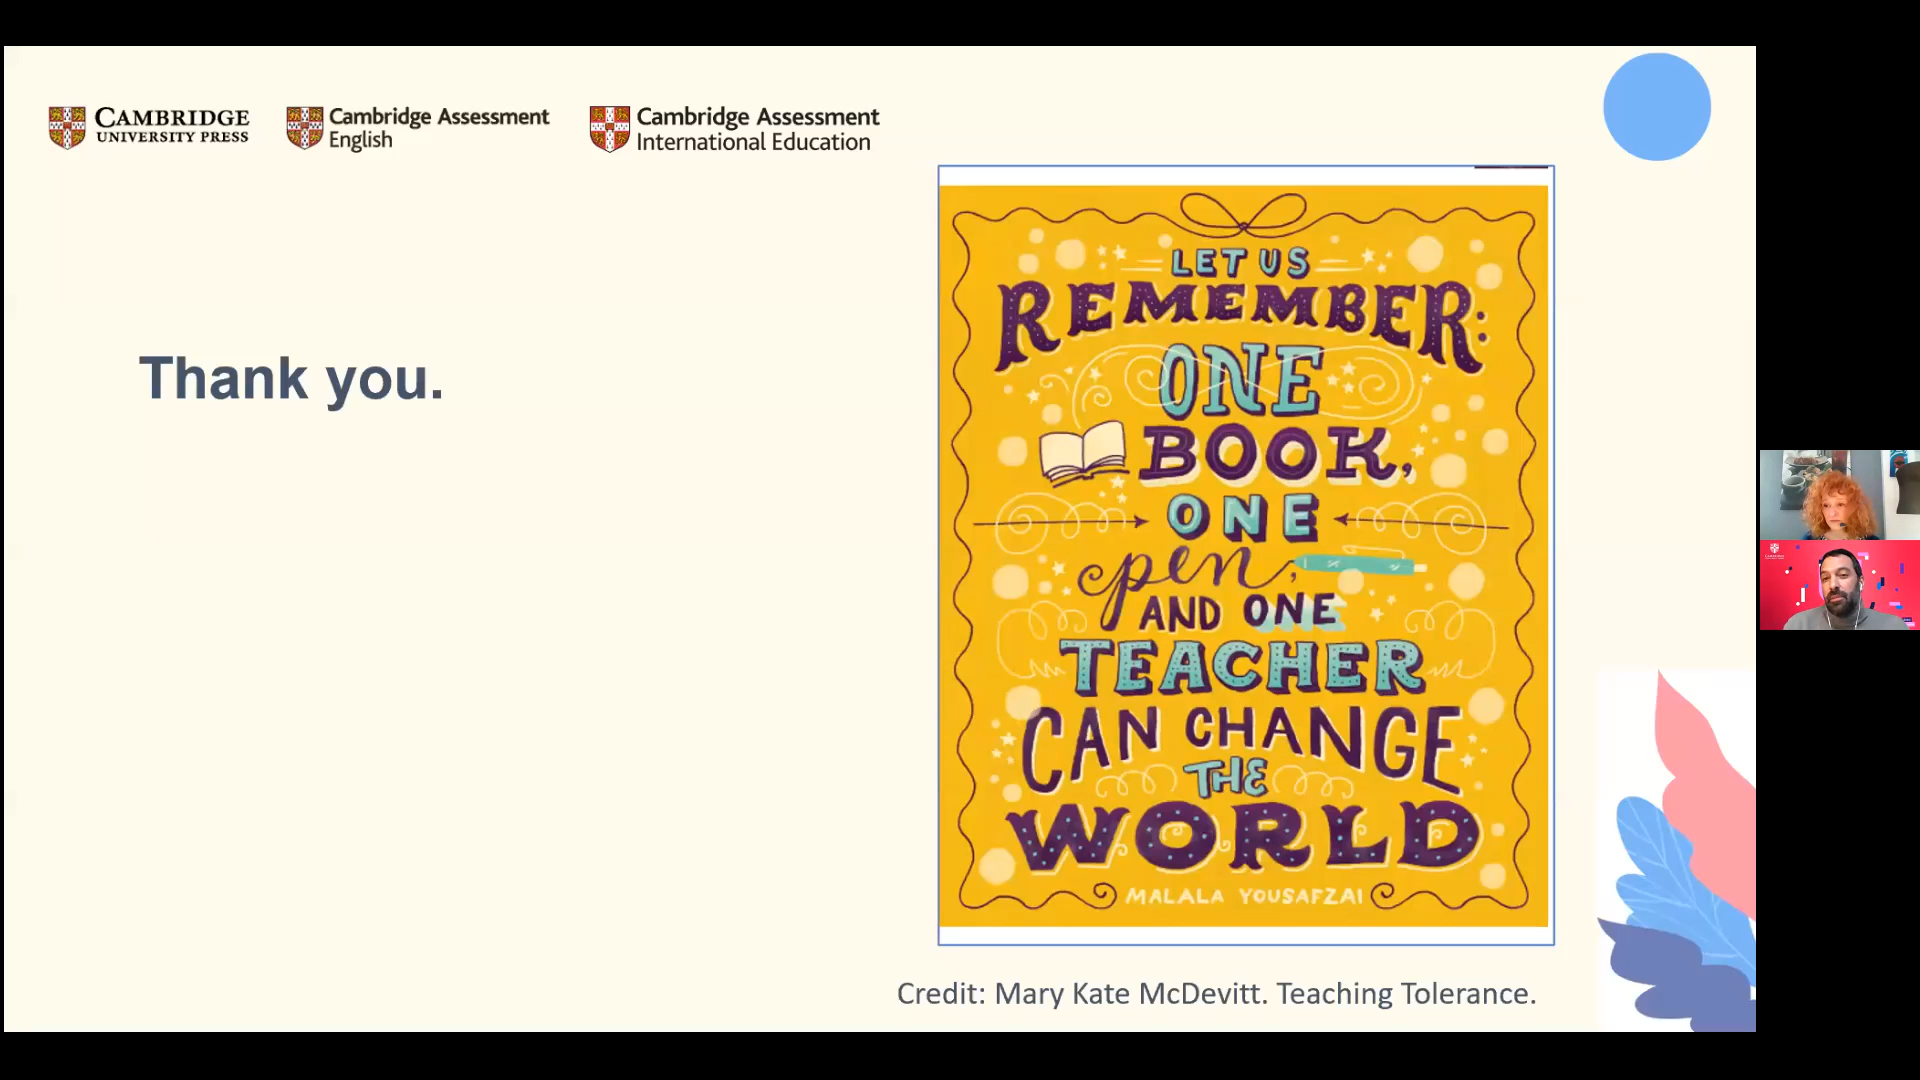 CAMBRIDGE
UNIVERSITY PRESS
Cambridge Assessment
English
Cambridge Assessment
International Education
Thank you.
LET US
REMEMBER:
ONE
BOOK,
ONE
pen,
AND ONE
TEACHER
CAN CHANGE
THE
WORLD
MALALA YOUSAFZAI
Credit: Mary Kate McDevitt. Teaching Tolerance.